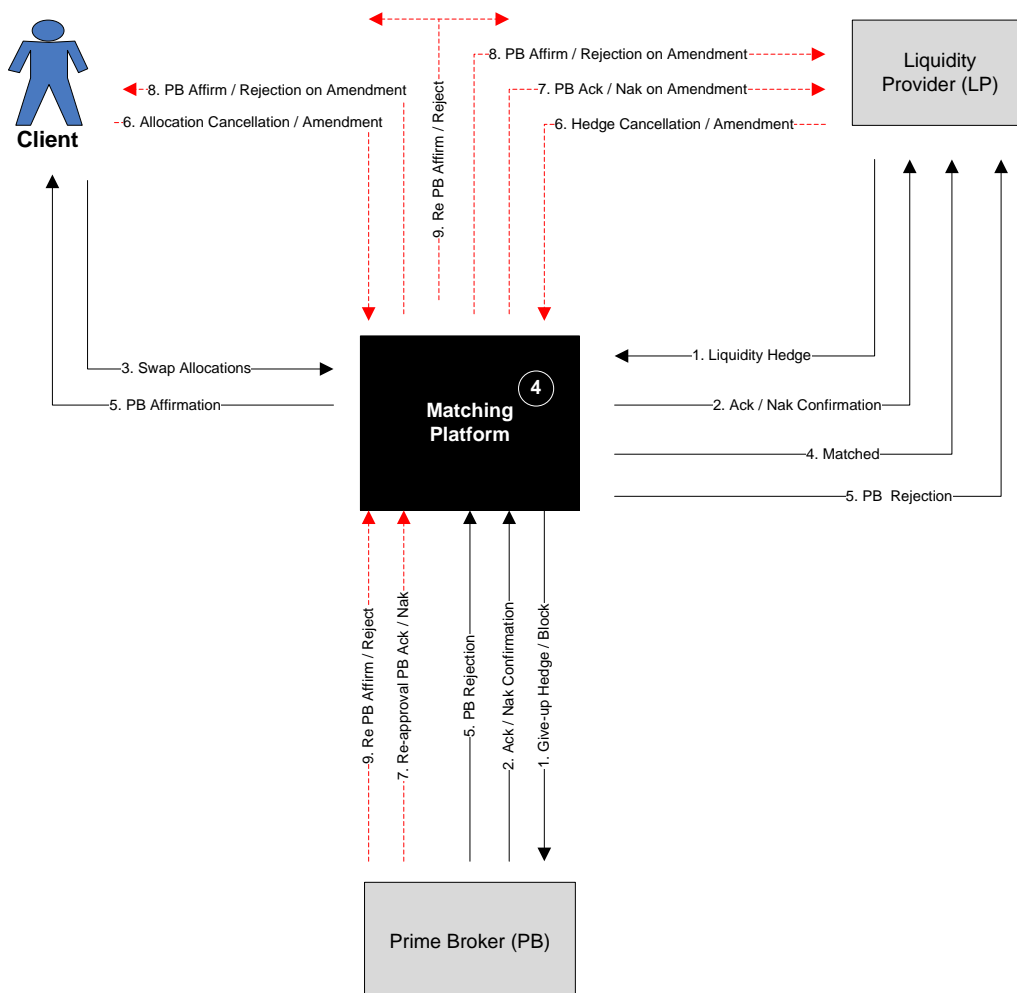 8. PB Affirm / Rejection on Amendment
Liquidity
Provider (LP)
8. PB Affirm / Rejection on Amendment
7. PB Ack / Nak on Amendment
6. Allocation Cancellation / Amendment
6. Hedge Cancellation / Amendment
Client
9. Re PB Affirm / Reject
1. Liquidity Hedge
3. Swap Allocations
4
5. PB Affirmation
2. Ack / Nak Confirmation
Matching
Platform
4. Matched
5. PB Rejection
9. Re PB Affirm / Reject
7. Re-approval PB Ack / Nak
5. PB Rejection
2. Ack / Nak Confirmation
1. Give-up Hedge / Block
Prime Broker (PB)